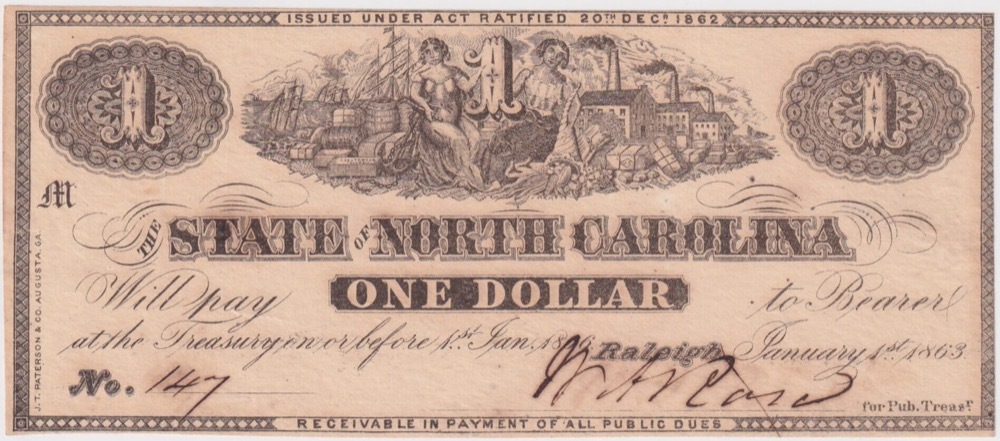 ISSUED UNDER ACT RATIFIED 20TH DECR 1862
1 1 1
M
THE STATE OF NORTH CAROLINA
Will pay ONE DOLLAR to Bearer
at the Treasury on or before 1st Jan. Raleigh January 1st 1863
No. 147
for Pub. Treasr
RECEIVABLE IN PAYMENT OF ALL PUBLIC DUES
J. T. PATERSON & CO. AUGUSTA, GA.